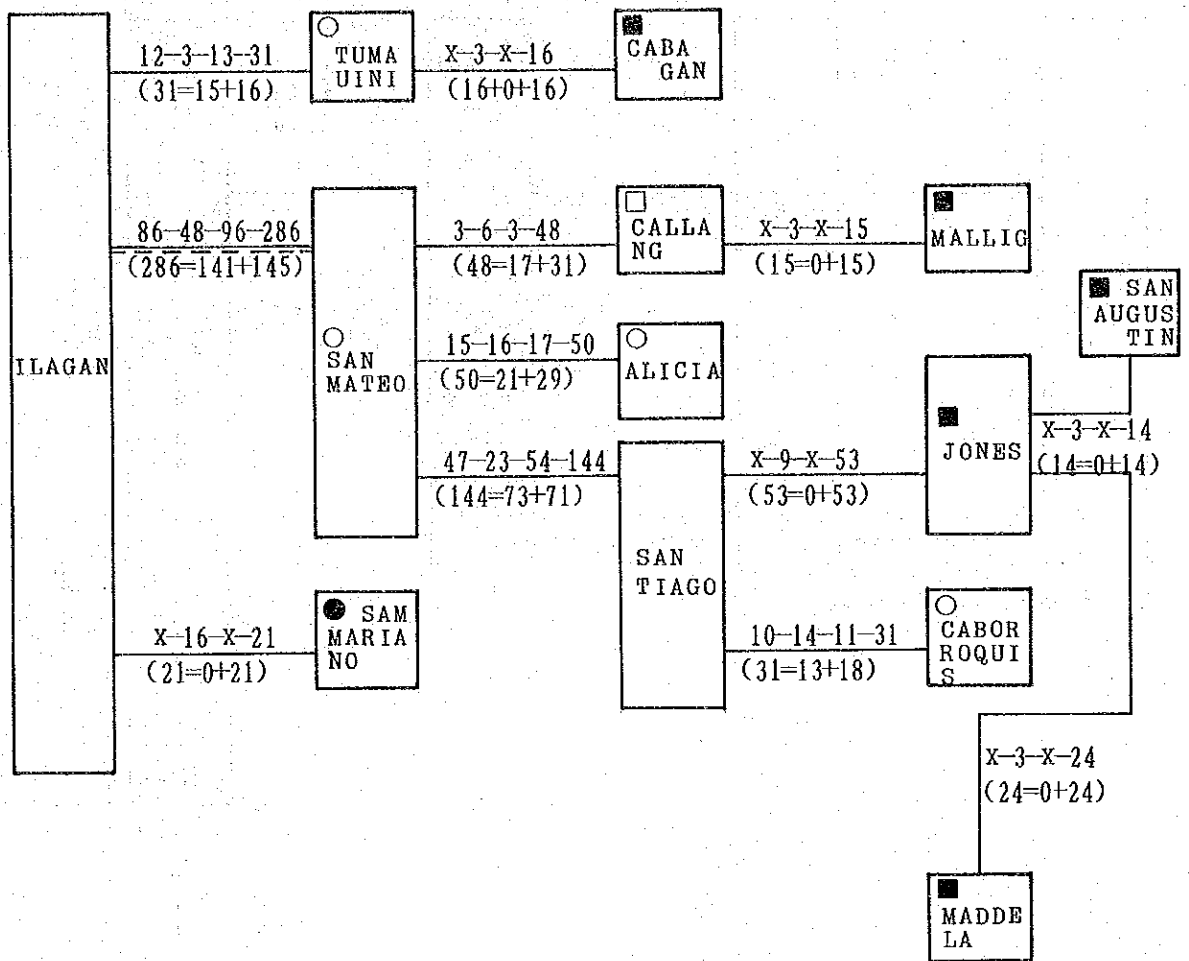 12-3-13-31
(31=15+16)
TUMA
UINI
X-3-X-16
(16+0+16)
CABA
GAN
86-48-96-286
(286=141+145)
3-6-3-48
(48=17+31)
CALLA
NG
X-3-X-15
(15=0+15)
MALLIG
SAN
AUGUS
TIN
ILAGAN
SAN
MATEO
15-16-17-50
(50=21+29)
ALICIA
JONES
X-3-X-14
(14=0+14)
47-23-54-144
(144=73+71)
X-9-X-53
(53=0+53)
SAN
TIAGO
X-16-X-21
(21=0+21)
SAM
MARIA
NO
10-14-11-31
(31=13+18)
CABOR
ROQUI
S
X-3-X-24
(24=0+24)
MADDE
LA